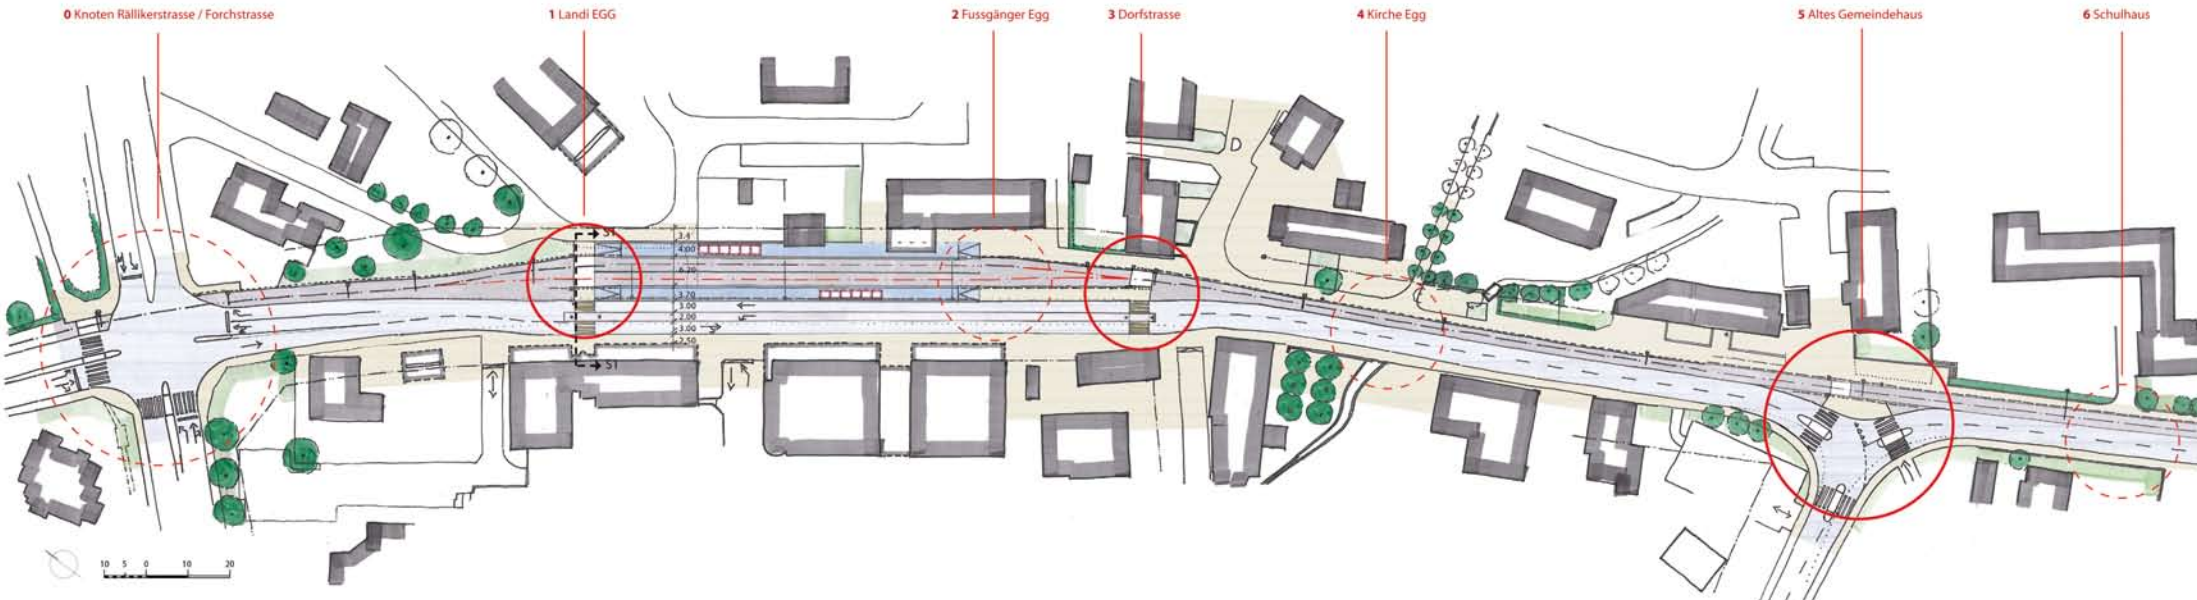 0 Knoten Rällikerstrasse / Forchstrasse
1 Landi EGG
2 Fussgänger Egg
3 Dorfstrasse
4 Kirche Egg
5 Altes Gemeindehaus
6 Schulhaus
S1
3.4
4.00
6.20
3.70
3.00
2.00
3.00
2.50
S1
10 5 0 10 20